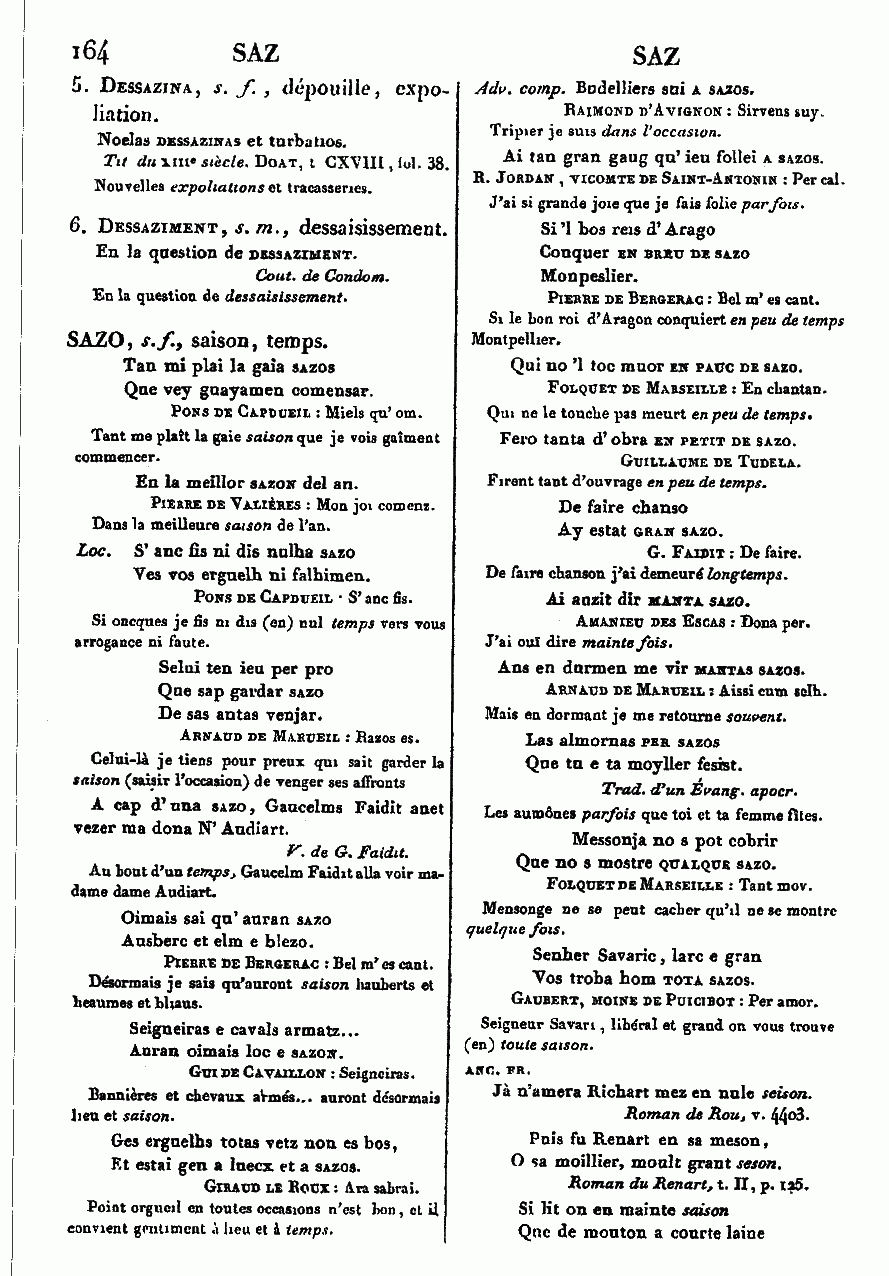 164 SAZ SAZ
5. Dessazina, s. f., dépouille, expo-
liation.
Noelas dessazinas et turbatios.
Tit du XIIIe siècle. Doat, t CXVIII, fol. 38.
Nouvelles expoliations et tracasseries.
6. Dessaziment, s. m., dessaisissement.
En la question de dessaziment.
Cout. de Condom.
En la question de dessaisissement.
SAZO, s. f., saison, temps.
Tan mi plai la gaia sazos
Que vey guayamen comensar.
Pons de Capdueil : Miels qu' om.
Tant me plaît la gaie saison que je vois gaîment
commencer.
En la meillor sazon del an.
Pierre de Valières : Mon joi comenz.
Dans la meilleure saison de l'an.
Loc. S' anc fis ni dis nulha sazo
Ves vos erguelh ni falhimen.
Pons de Capdueil · S' anc fis.
Si oncques je fis ni dis (en) nul temps vers vous
arrogance ni faute.
Selui ten ieu per pro
Que sap gardar sazo
De sas antas venjar.
Arnaud de Marueil : Razos es.
Celui-là je tiens pour preux qui sait garder la
saison (saisir l'occasion) de venger ses affronts
A cap d' una sazo, Gaucelms Faidit anet
vezer ma dona N' Audiart.
V. de G. Faidit.
Au bout d'un temps, Gaucelm Faidit alla voir ma-
dame dame Audiart.
Oimais sai qu' auran sazo
Ausberc et elm e blezo.
Pierre de Bergerac : Bel m' es cant.
Désormais je sais qu'auront saison hauberts et
heaumes et bliaus.
Seigneiras e cavals armatz...
Auran oimais loc e sazon.
Gui de Cavaillon : Seigneiras.
Bannières et chevaux armés... auront désormais
lieu et saison.
Ges erguelhs totas vetz non es bos,
Et estai gen a luecx et a sazos.
Giraud le Roux : Ara sabrai.
Point orgueil en toutes occasions n'est bon, et il
convient gentiment à lieu et à temps.
Adv. comp. Bodelliers sui a sazos.
Raimond d'Avignon : Sirvens suy.
Tripier je suis dans l'occasion.
Ai tan gran gaug qu' ieu follei a sazos.
R. Jordan, vicomte de Saint-Antonin : Per cal.
J'ai si grande joie que je fais folie parfois.
Si 'l bos reis d' Arago
Conquer en breu de sazo
Monpeslier.
Pierre de Bergerac : Bel m' es cant.
Si le bon roi d'Aragon conquiert en peu de temps
Montpellier.
Qui no 'l toc muor en pauc de sazo.
Folquet de Marseille : En chantan.
Qui ne le touche pas meurt en peu de temps.
Fero tanta d' obra en petit de sazo.
Guillaume de Tudela.
Firent tant d'ouvrage en peu de temps.
De faire chanso
Ay estat gran sazo.
G. Faidit : De faire.
De faire chanson j'ai demeuré longtemps.
Ai auzit dir manta sazo.
Amanieu des Escas : Dona per.
J'ai ouï dire mainte fois.
Ans en durmen me vir mantas sazos.
Arnaud de Marueil : Aissi cum selh.
Mais en dormant je me retourne souvent.
Las almornas per sazos
Que tu e ta moyller fesist.
Trad. d'un Évang. apocr.
Les aumônes parfois que toi et ta femme fîtes.
Messonja no s pot cobrir
Que no s mostre qualque sazo.
Folquet de Marseille : Tant mov.
Mensonge ne se peut cacher qu'il ne se montre
quelque fois.
Senher Savaric, larc e gran
Vos troba hom tota sazos.
Gaubert, moine de Puicibot : Per amor.
Seigneur Savari, libéral et grand on vous trouve
(en) toute saison.
anc. fr.
Jà n'amera Richart mez en nule seison.
Roman de Rou, v. 4403.
Puis fu Renart en sa meson,
O sa moillier, moult grant seson.
Roman du Renart, t. II, p. 125.
Si lit on en mainte saison
Que de mouton a courte laine